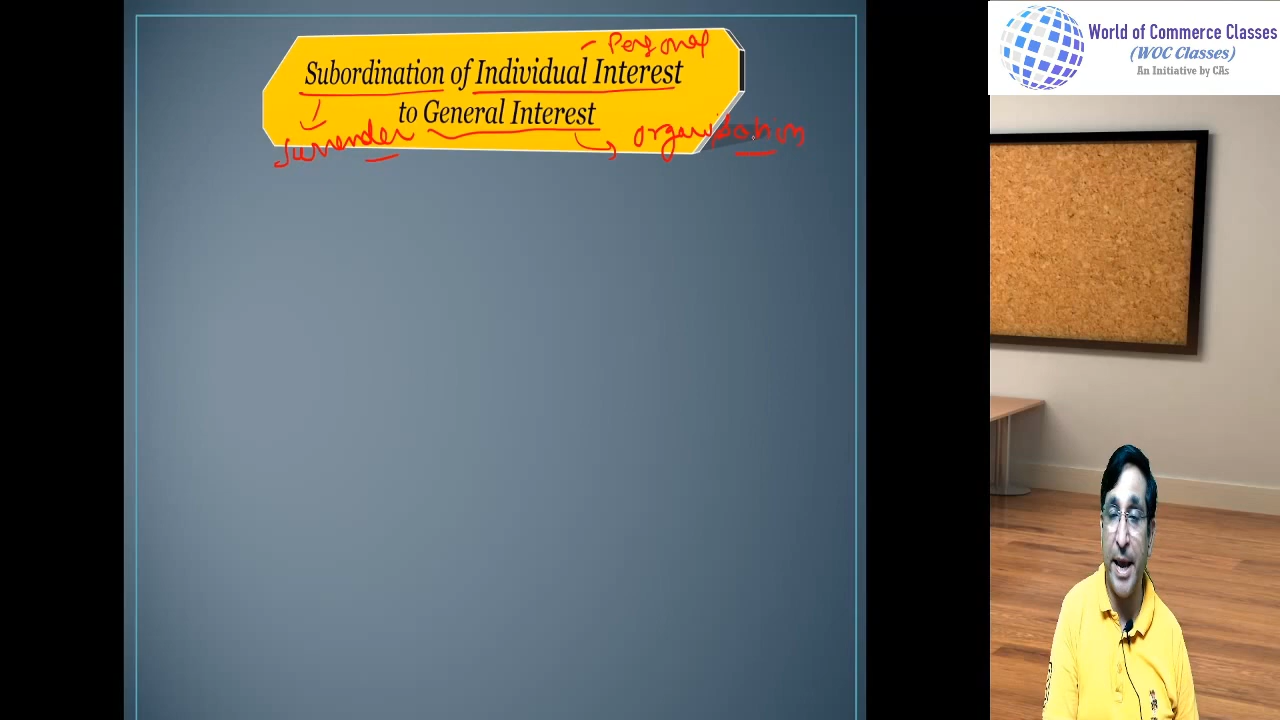 - Personal
Subordination of Individual Interest
to General Interest
Surrender
organisation
World of Commerce Classes
(WOC Classes)
An Initiative by CAs